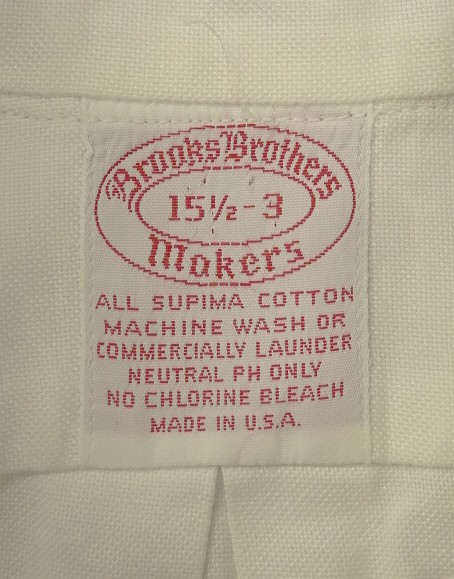 Brooks Brothers
15½-3
Makers
ALL SUPIMA COTTON
MACHINE WASH OR
COMMERCIALLY LAUNDER
NEUTRAL PH ONLY
NO CHLORINE BLEACH
MADE IN U.S.A.